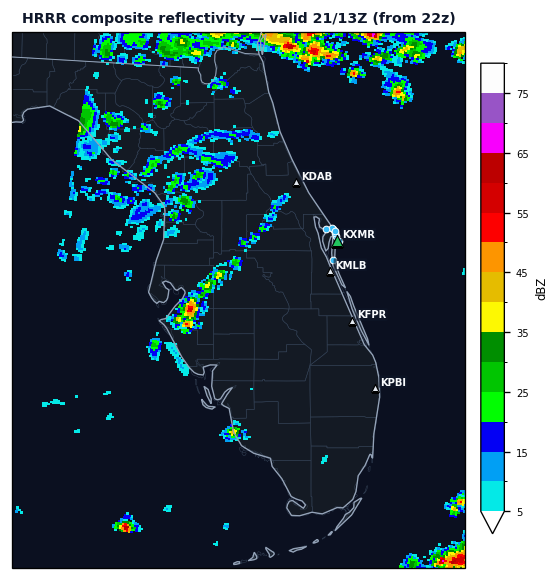 HRRR composite reflectivity — valid 21/13Z (from 22z)
KDAB
KXMR
KMLB
KFPR
KPBI
75
65
55
45
35
25
15
5
dBZ